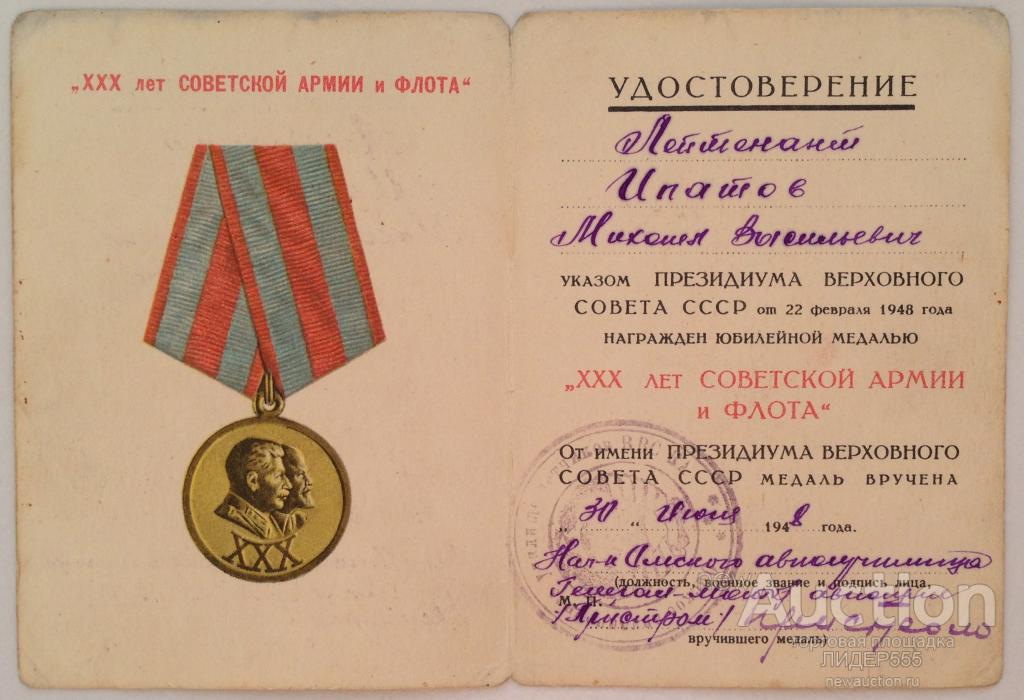 „XXX лет СОВЕТСКОЙ АРМИИ и ФЛОТА“
XXX
УДОСТОВЕРЕНИЕ
Лейтенант
Ипатов
Михаил Васильевич
УКАЗОМ ПРЕЗИДИУМА ВЕРХОВНОГО
СОВЕТА СССР от 22 февраля 1948 года
НАГРАЖДЕН ЮБИЛЕЙНОЙ МЕДАЛЬЮ
„XXX ЛЕТ СОВЕТСКОЙ АРМИИ
и ФЛОТА“
От имени ПРЕЗИДИУМА ВЕРХОВНОГО
СОВЕТА СССР МЕДАЛЬ ВРУЧЕНА
„ 30 “ июля 1948 года.
Нач-к Омского авиаучилища
(должность, военное звание и подпись лица,
Генерал-майор авиации
М. П.
/Пристром/
вручившего медаль)
Auction
торговая площадка
ЛИДЕР555
newauction.ru